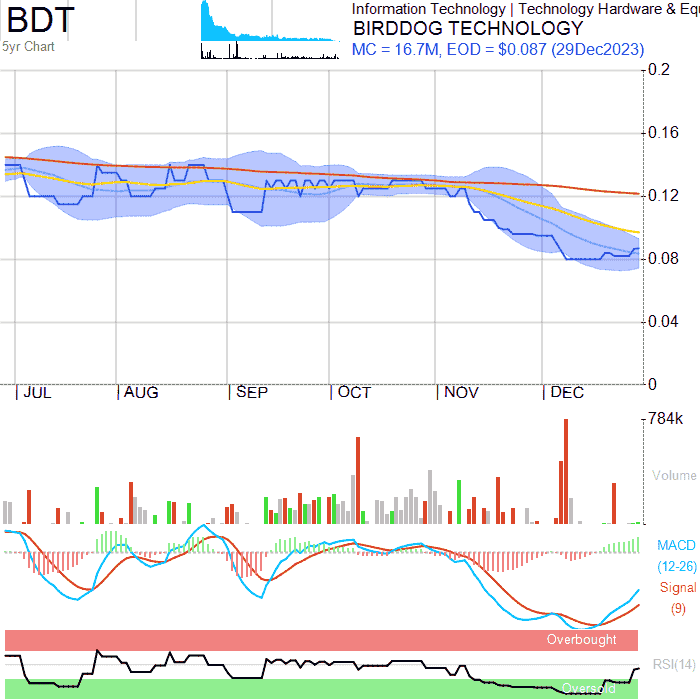 BDT
5yr Chart
Information Technology | Technology Hardware & Equ
BIRDDOG TECHNOLOGY
MC = 16.7M, EOD = $0.087 (29Dec2023)
0.2
0.16
0.12
0.08
0.04
0
JUL AUG SEP OCT NOV DEC
784k
Volume
MACD
(12-26)
Signal
(9)
Overbought
RSI(14)
Oversold